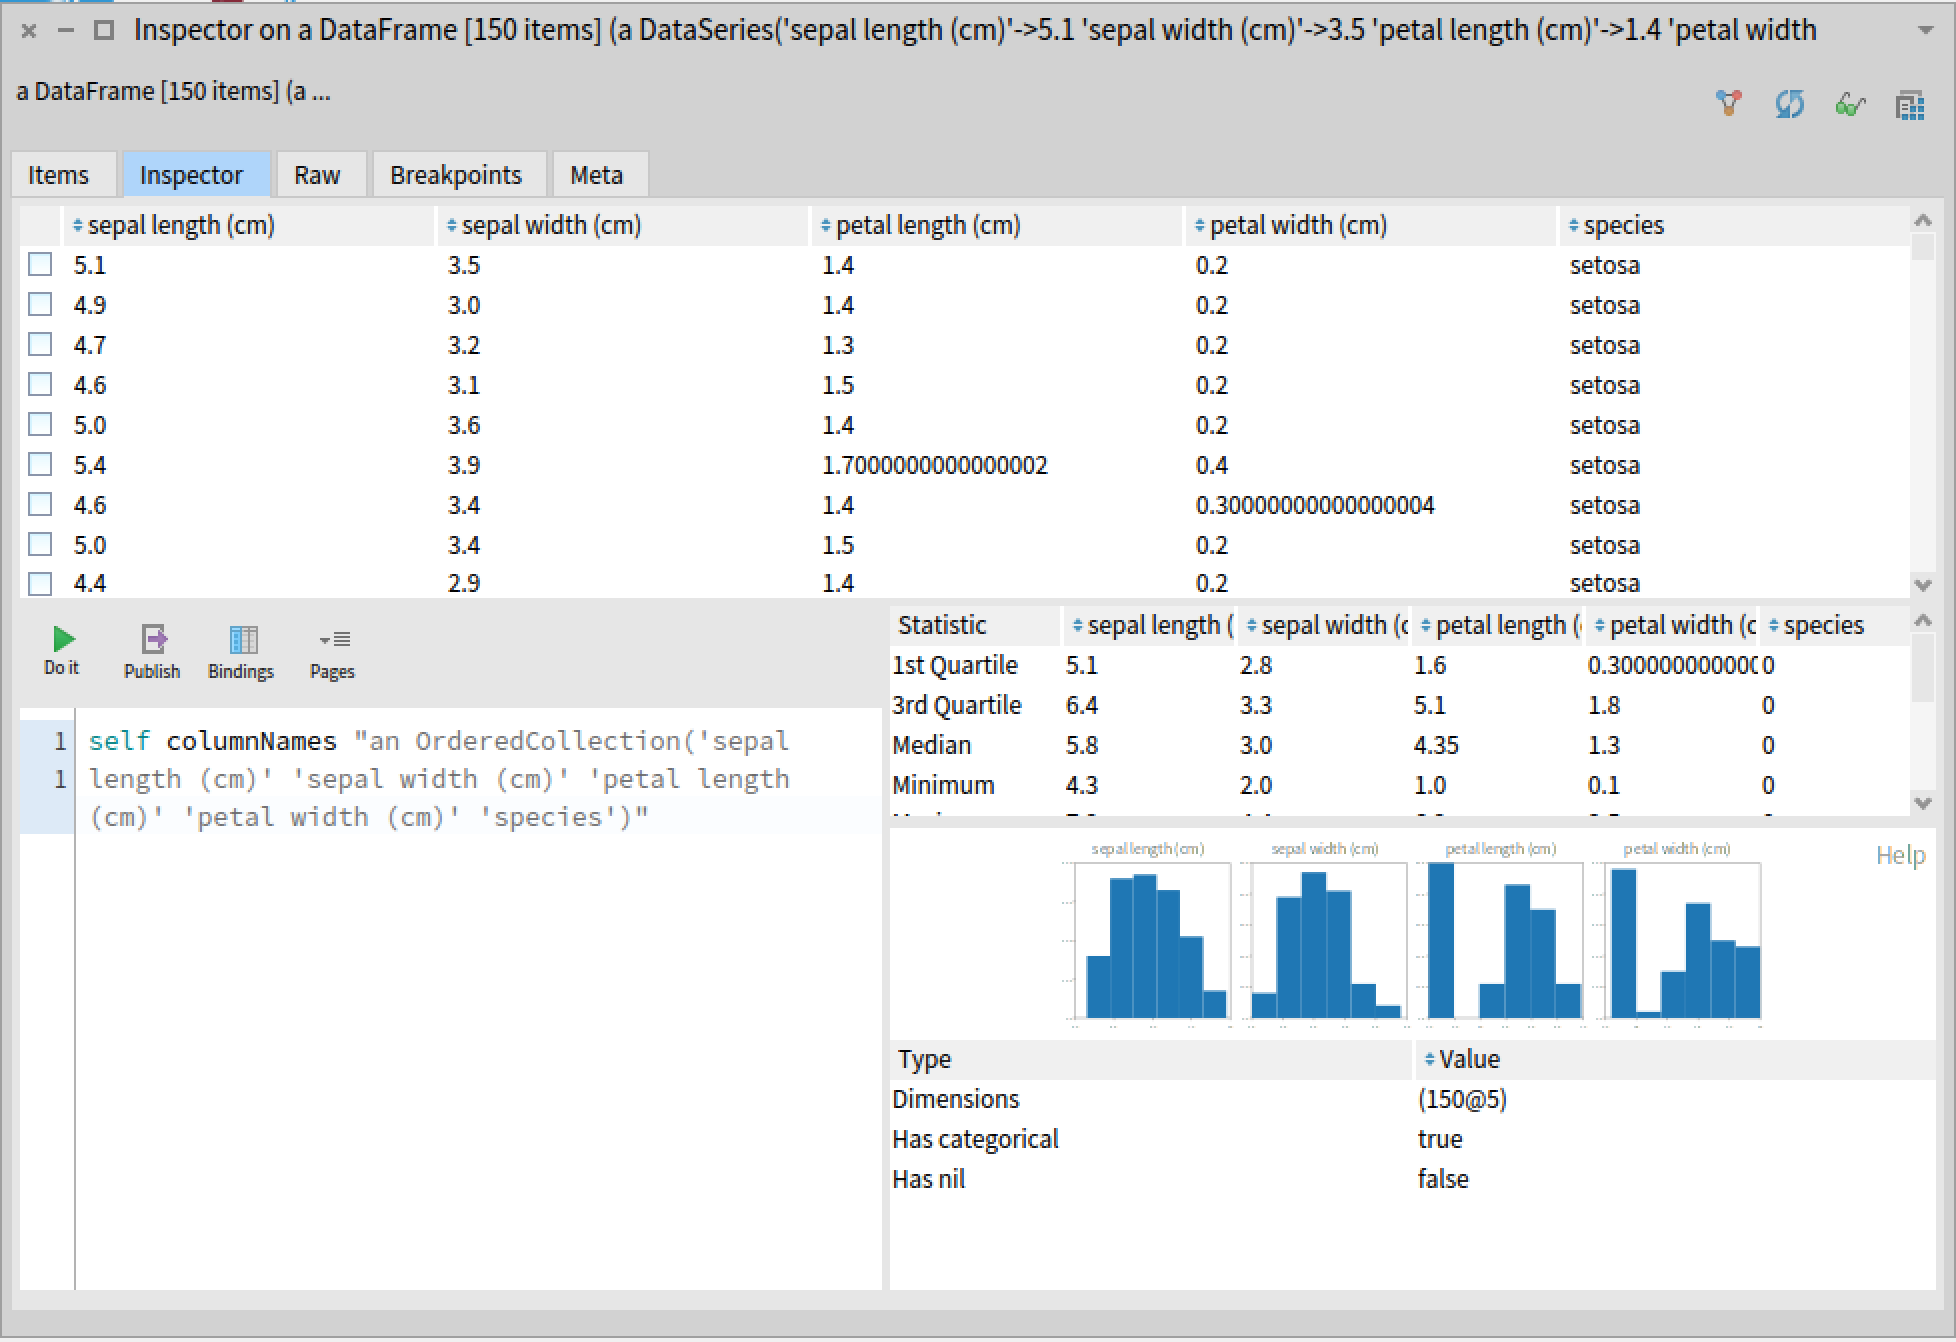 Inspector on a DataFrame [150 items] (a DataSeries('sepal length (cm)'->5.1 'sepal width (cm)'->3.5 'petal length (cm)'->1.4 'petal width
a DataFrame [150 items] (a ...
Items Inspector Raw Breakpoints Meta
sepal length (cm) sepal width (cm) petal length (cm) petal width (cm) species
5.1 3.5 1.4 0.2 setosa
4.9 3.0 1.4 0.2 setosa
4.7 3.2 1.3 0.2 setosa
4.6 3.1 1.5 0.2 setosa
5.0 3.6 1.4 0.2 setosa
5.4 3.9 1.7000000000000002 0.4 setosa
4.6 3.4 1.4 0.30000000000000004 setosa
5.0 3.4 1.5 0.2 setosa
4.4 2.9 1.4 0.2 setosa
Do it Publish Bindings Pages
1 self columnNames "an OrderedCollection('sepal
1 length (cm)' 'sepal width (cm)' 'petal length
(cm)' 'petal width (cm)' 'species')"
Statistic sepal length ( sepal width (c petal length ( petal width (c species
1st Quartile 5.1 2.8 1.6 0.300000000000 0
3rd Quartile 6.4 3.3 5.1 1.8 0
Median 5.8 3.0 4.35 1.3 0
Minimum 4.3 2.0 1.0 0.1 0
sepal length (cm) sepal width (cm) petal length (cm) petal width (cm) Help
Type Value
Dimensions (150@5)
Has categorical true
Has nil false